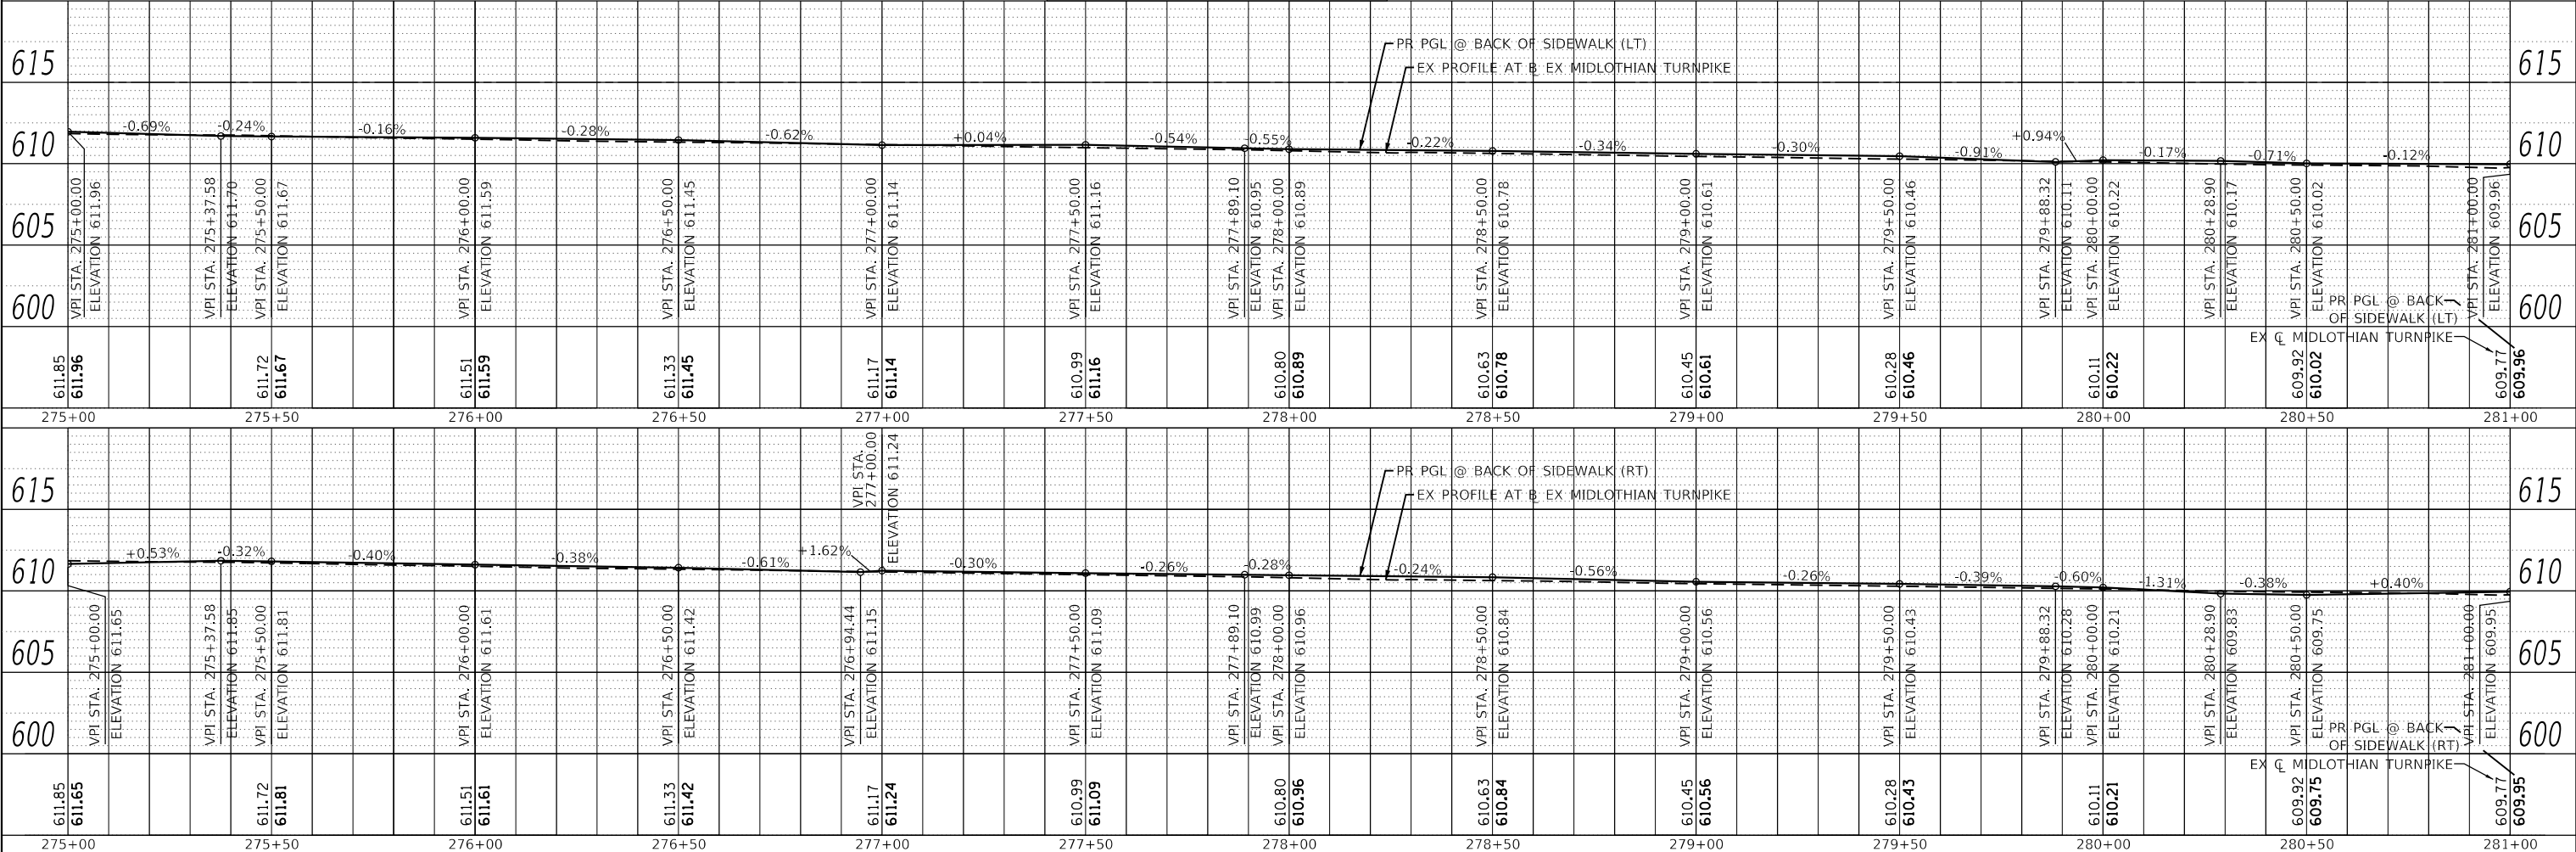 PR PGL @ BACK OF SIDEWALK (LT)
EX PROFILE AT B EX MIDLOTHIAN TURNPIKE
615 615
610 610
605 605
600 600
-0.69% -0.24% -0.16% -0.28% -0.62% +0.04% -0.54% -0.55% -0.22% -0.34% -0.30% -0.91% +0.94% -0.17% -0.71% -0.12%
VPI STA. 275+00.00
ELEVATION 611.96
VPI STA. 275+37.58
ELEVATION 611.70
VPI STA. 275+50.00
ELEVATION 611.67
VPI STA. 276+00.00
ELEVATION 611.59
VPI STA. 276+50.00
ELEVATION 611.45
VPI STA. 277+00.00
ELEVATION 611.14
VPI STA. 277+50.00
ELEVATION 611.16
VPI STA. 277+89.10
ELEVATION 610.95
VPI STA. 278+00.00
ELEVATION 610.89
VPI STA. 278+50.00
ELEVATION 610.78
VPI STA. 279+00.00
ELEVATION 610.61
VPI STA. 279+50.00
ELEVATION 610.46
VPI STA. 279+88.32
ELEVATION 610.11
VPI STA. 280+00.00
ELEVATION 610.22
VPI STA. 280+28.90
ELEVATION 610.17
VPI STA. 280+50.00
ELEVATION 610.02
VPI STA. 281+00.00
ELEVATION 609.96
PR PGL @ BACK
OF SIDEWALK (LT)
EX CL MIDLOTHIAN TURNPIKE
611.85
611.96
611.72
611.67
611.51
611.59
611.33
611.45
611.17
611.14
610.99
611.16
610.80
610.89
610.63
610.78
610.45
610.61
610.28
610.46
610.11
610.22
609.92
610.02
609.77
609.96
275+00 275+50 276+00 276+50 277+00 277+50 278+00 278+50 279+00 279+50 280+00 280+50 281+00
VPI STA.
277+00.00
ELEVATION 611.24
PR PGL @ BACK OF SIDEWALK (RT)
EX PROFILE AT B EX MIDLOTHIAN TURNPIKE
615 615
610 610
605 605
600 600
+0.53% -0.32% -0.40% -0.38% -0.61% +1.62% -0.30% -0.26% -0.28% -0.24% -0.56% -0.26% -0.39% -0.60% -1.31% -0.38% +0.40%
VPI STA. 275+00.00
ELEVATION 611.65
VPI STA. 275+37.58
ELEVATION 611.85
VPI STA. 275+50.00
ELEVATION 611.81
VPI STA. 276+00.00
ELEVATION 611.61
VPI STA. 276+50.00
ELEVATION 611.42
VPI STA. 276+94.44
ELEVATION 611.15
VPI STA. 277+50.00
ELEVATION 611.09
VPI STA. 277+89.10
ELEVATION 610.99
VPI STA. 278+00.00
ELEVATION 610.96
VPI STA. 278+50.00
ELEVATION 610.84
VPI STA. 279+00.00
ELEVATION 610.56
VPI STA. 279+50.00
ELEVATION 610.43
VPI STA. 279+88.32
ELEVATION 610.28
VPI STA. 280+00.00
ELEVATION 610.21
VPI STA. 280+28.90
ELEVATION 609.83
VPI STA. 280+50.00
ELEVATION 609.75
VPI STA. 281+00.00
ELEVATION 609.95
PR PGL @ BACK
OF SIDEWALK (RT)
EX CL MIDLOTHIAN TURNPIKE
611.85
611.65
611.72
611.81
611.51
611.61
611.33
611.42
611.17
611.24
610.99
611.09
610.80
610.96
610.63
610.84
610.45
610.56
610.28
610.43
610.11
610.21
609.92
609.75
609.77
609.95
275+00 275+50 276+00 276+50 277+00 277+50 278+00 278+50 279+00 279+50 280+00 280+50 281+00